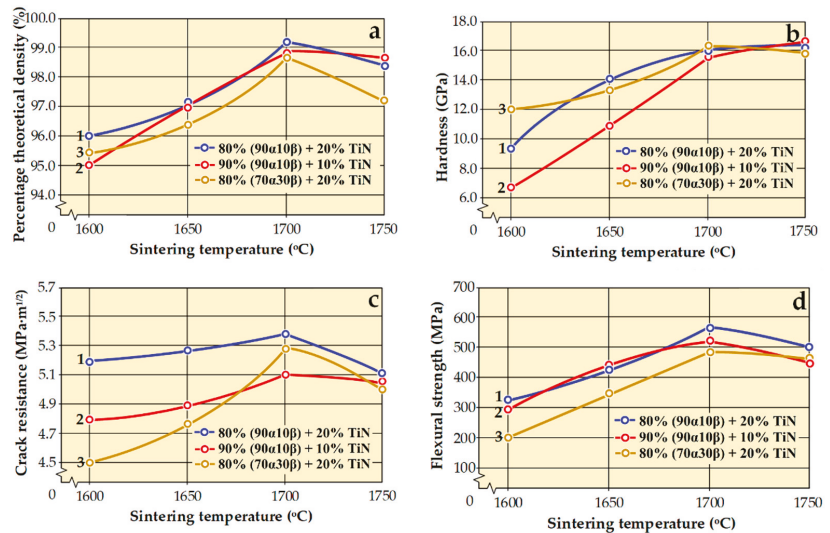 a
Percentage theoretical density (%)
100.0
99.0
98.0
97.0
96.0
95.0
94.0
0
1
3
2
80% (90α10β) + 20% TiN
90% (90α10β) + 10% TiN
80% (70α30β) + 20% TiN
1600 1650 1700 1750
Sintering temperature (ºC)
b
Hardness (GPa)
18.0
16.0
14.0
12.0
10.0
8.0
6.0
0
3
1
2
80% (90α10β) + 20% TiN
90% (90α10β) + 10% TiN
80% (70α30β) + 20% TiN
1600 1650 1700 1750
Sintering temperature (ºC)
c
Crack resistance (MPa·m1/2)
5.7
5.5
5.3
5.1
4.9
4.7
4.5
0
1
2
3
80% (90α10β) + 20% TiN
90% (90α10β) + 10% TiN
80% (70α30β) + 20% TiN
1600 1650 1700 1750
Sintering temperature (ºC)
d
Flexural strength (MPa)
700
600
500
400
300
200
100
0
1
2
3
80% (90α10β) + 20% TiN
90% (90α10β) + 10% TiN
80% (70α30β) + 20% TiN
1600 1650 1700 1750
Sintering temperature (ºC)